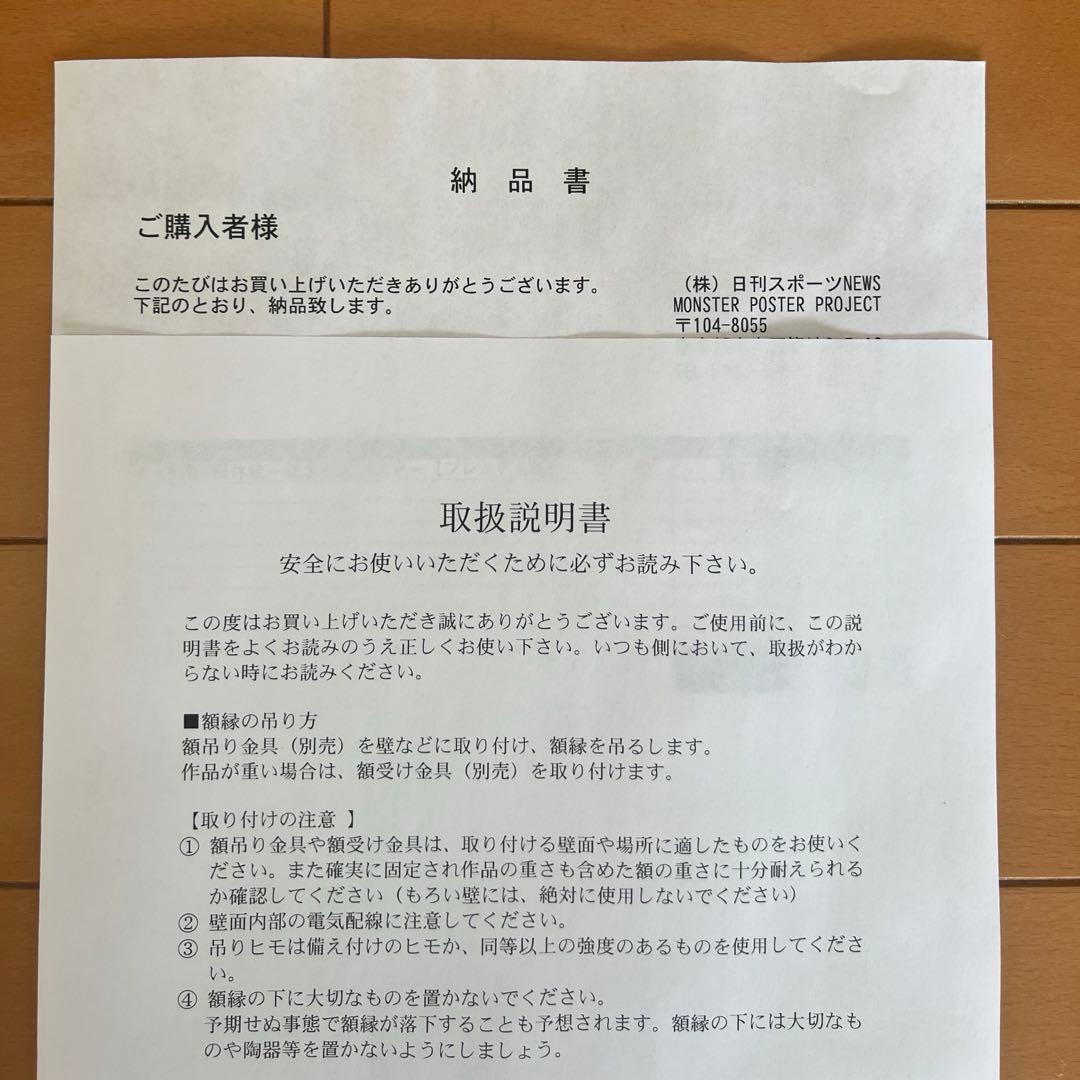 納 品 書
ご購入者様
このたびはお買い上げいただきありがとうございます。
下記のとおり、納品致します。
（株）日刊スポーツNEWS
MONSTER POSTER PROJECT
〒104-8055
取扱説明書
安全にお使いいただくために必ずお読み下さい。
この度はお買い上げいただき誠にありがとうございます。ご使用前に、この説
明書をよくお読みのうえ正しくお使い下さい。いつも側において、取扱がわか
らない時にお読みください。
■額縁の吊り方
額吊り金具（別売）を壁などに取り付け、額縁を吊るします。
作品が重い場合は、額受け金具（別売）を取り付けます。
【取り付けの注意 】
① 額吊り金具や額受け金具は、取り付ける壁面や場所に適したものをお使いく
ださい。また確実に固定され作品の重さも含めた額の重さに十分耐えられる
か確認してください（もろい壁には、絶対に使用しないでください）
② 壁面内部の電気配線に注意してください。
③ 吊りヒモは備え付けのヒモか、同等以上の強度のあるものを使用してくださ
い。
④ 額縁の下に大切なものを置かないでください。
予期せぬ事態で額縁が落下することも予想されます。額縁の下には大切なも
のや陶器等を置かないようにしましょう。